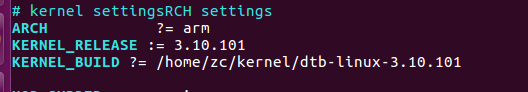 # kernel settingsRCH settings
ARCH ?= arm
KERNEL_RELEASE := 3.10.101
KERNEL_BUILD ?= /home/zc/kernel/dtb-linux-3.10.101